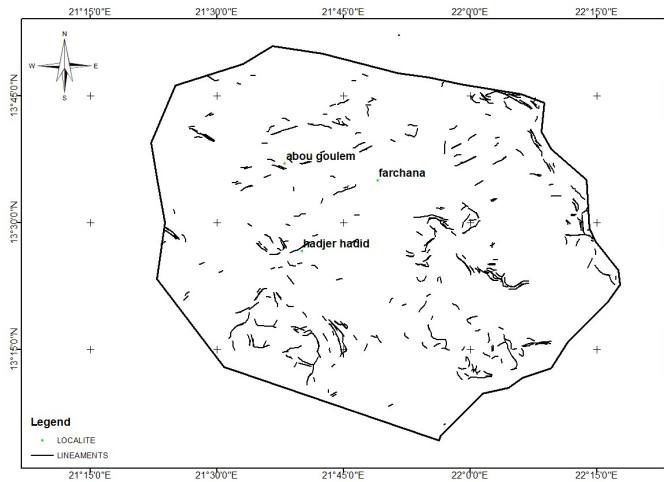 21°15'0"E 21°30'0"E 21°45'0"E 22°0'0"E 22°15'0"E
N
W E
S
13°45'0"N
abou goulem
farchana
13°30'0"N
hadjer hadid
13°15'0"N
Legend
LOCALITE
LINEAMENTS
21°15'0"E 21°30'0"E 21°45'0"E 22°0'0"E 22°15'0"E